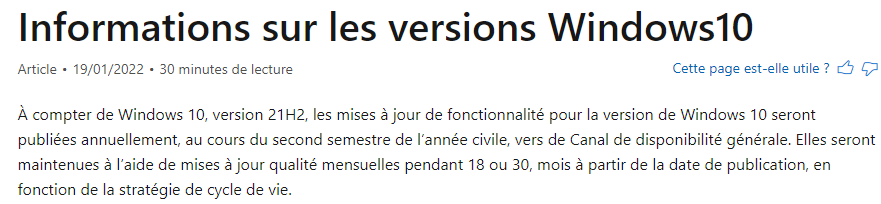 Informations sur les versions Windows10
Article • 19/01/2022 • 30 minutes de lecture
Cette page est-elle utile ?
À compter de Windows 10, version 21H2, les mises à jour de fonctionnalité pour la version de Windows 10 seront
publiées annuellement, au cours du second semestre de l’année civile, vers de Canal de disponibilité générale. Elles seront
maintenues à l’aide de mises à jour qualité mensuelles pendant 18 ou 30, mois à partir de la date de publication, en
fonction de la stratégie de cycle de vie.